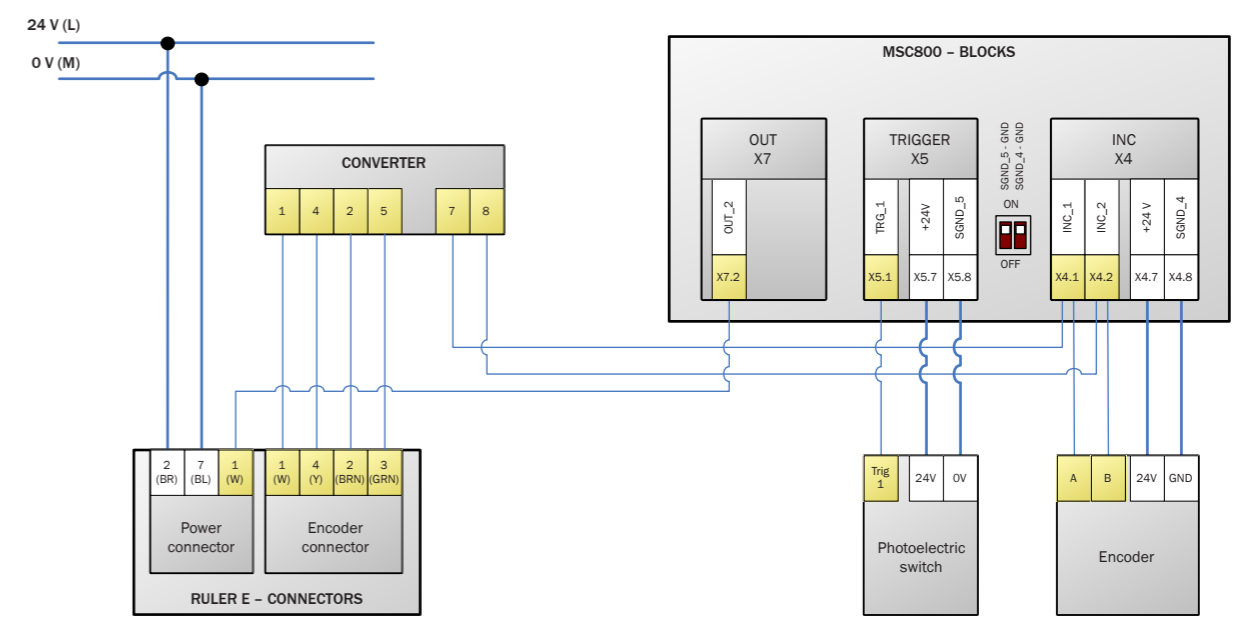 24 V (L)
0 V (M)
MSC800 – BLOCKS
OUT
X7
OUT_2
X7.2
TRIGGER
X5
TRG_1
+24V
SGND_5
X5.1
X5.7
X5.8
SGND_5 - GND
SGND_4 - GND
ON
OFF
INC
X4
INC_1
INC_2
+24 V
SGND_4
X4.1
X4.2
X4.7
X4.8
CONVERTER
1 4 2 5 7 8
2
(BR)
7
(BL)
1
(W)
1
(W)
4
(Y)
2
(BRN)
3
(GRN)
Power
connector
Encoder
connector
RULER E – CONNECTORS
Trig
1
24V
0V
Photoelectric
switch
A
B
24V
GND
Encoder